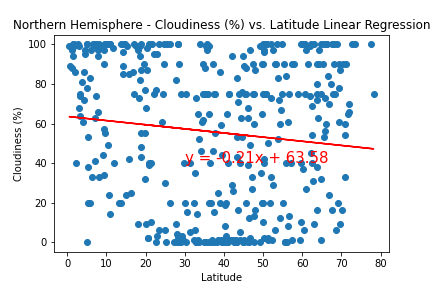 Northern Hemisphere - Cloudiness (%) vs. Latitude Linear Regression
100
80
60
40
20
0
Cloudiness (%)
y = -0.21x + 63.58
0 10 20 30 40 50 60 70 80
Latitude